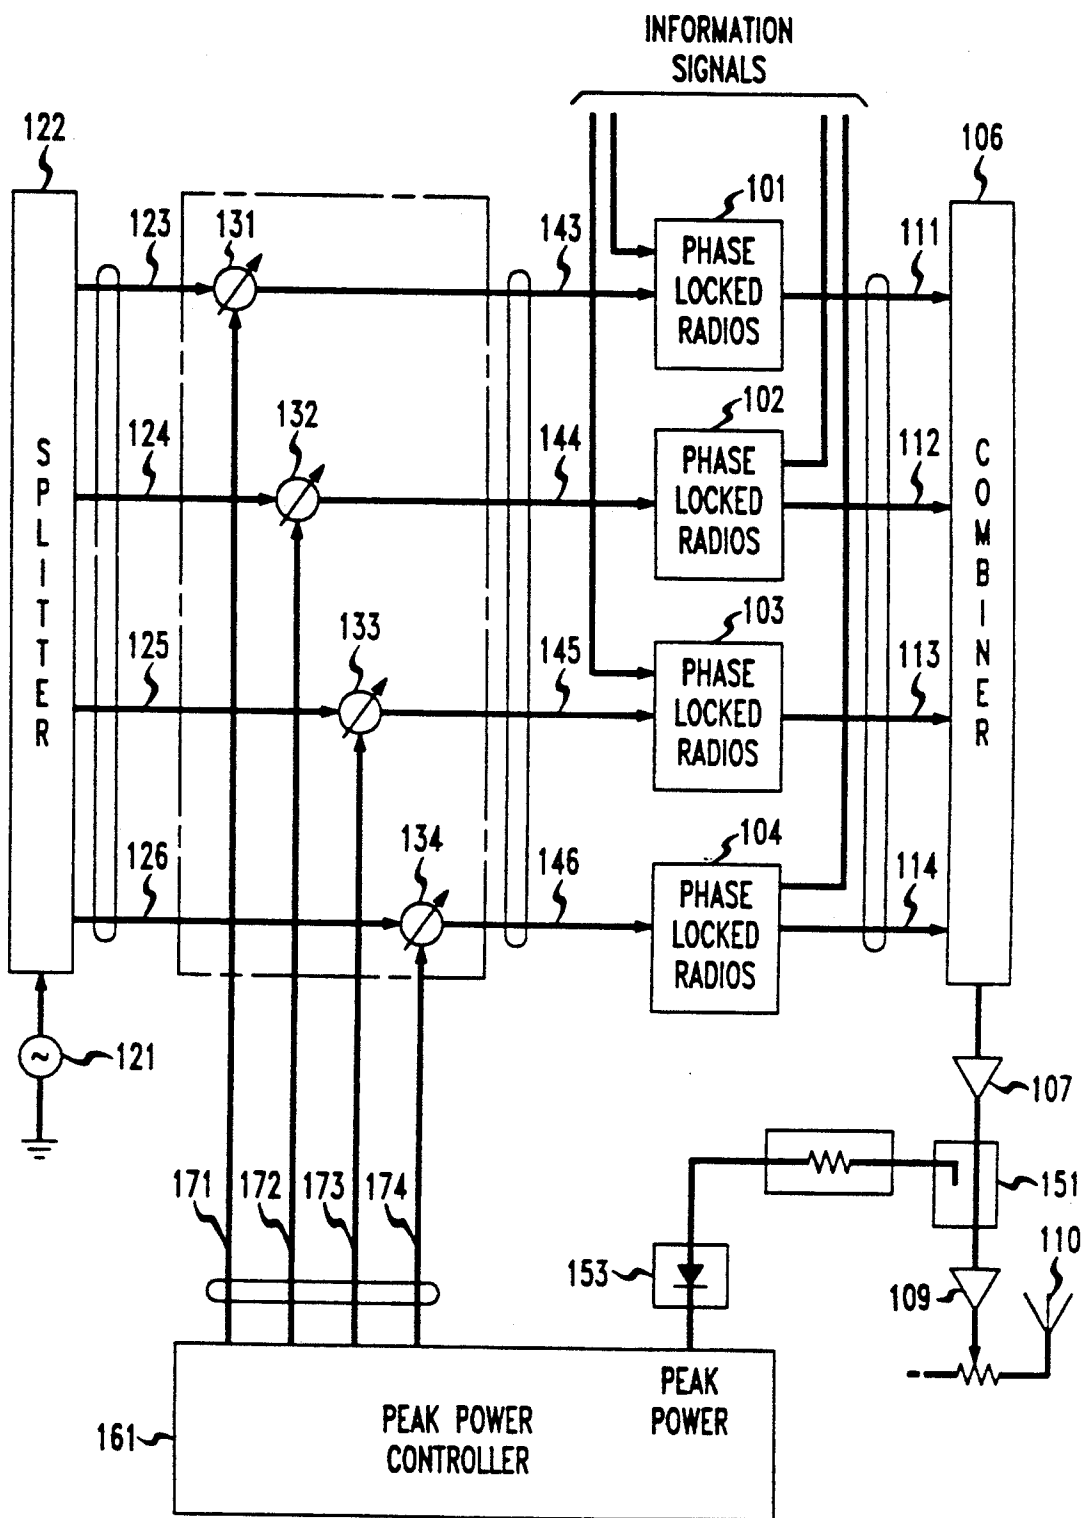 INFORMATION
SIGNALS
122
106
123
131
143
101
111
PHASE
LOCKED
RADIOS
124
132
144
102
112
PHASE
LOCKED
RADIOS
SPLITTER
COMBINER
125
133
145
103
113
PHASE
LOCKED
RADIOS
126
134
146
104
114
PHASE
LOCKED
RADIOS
~
121
107
171
172
173
174
151
153
109
110
PEAK
POWER
161
PEAK POWER
CONTROLLER